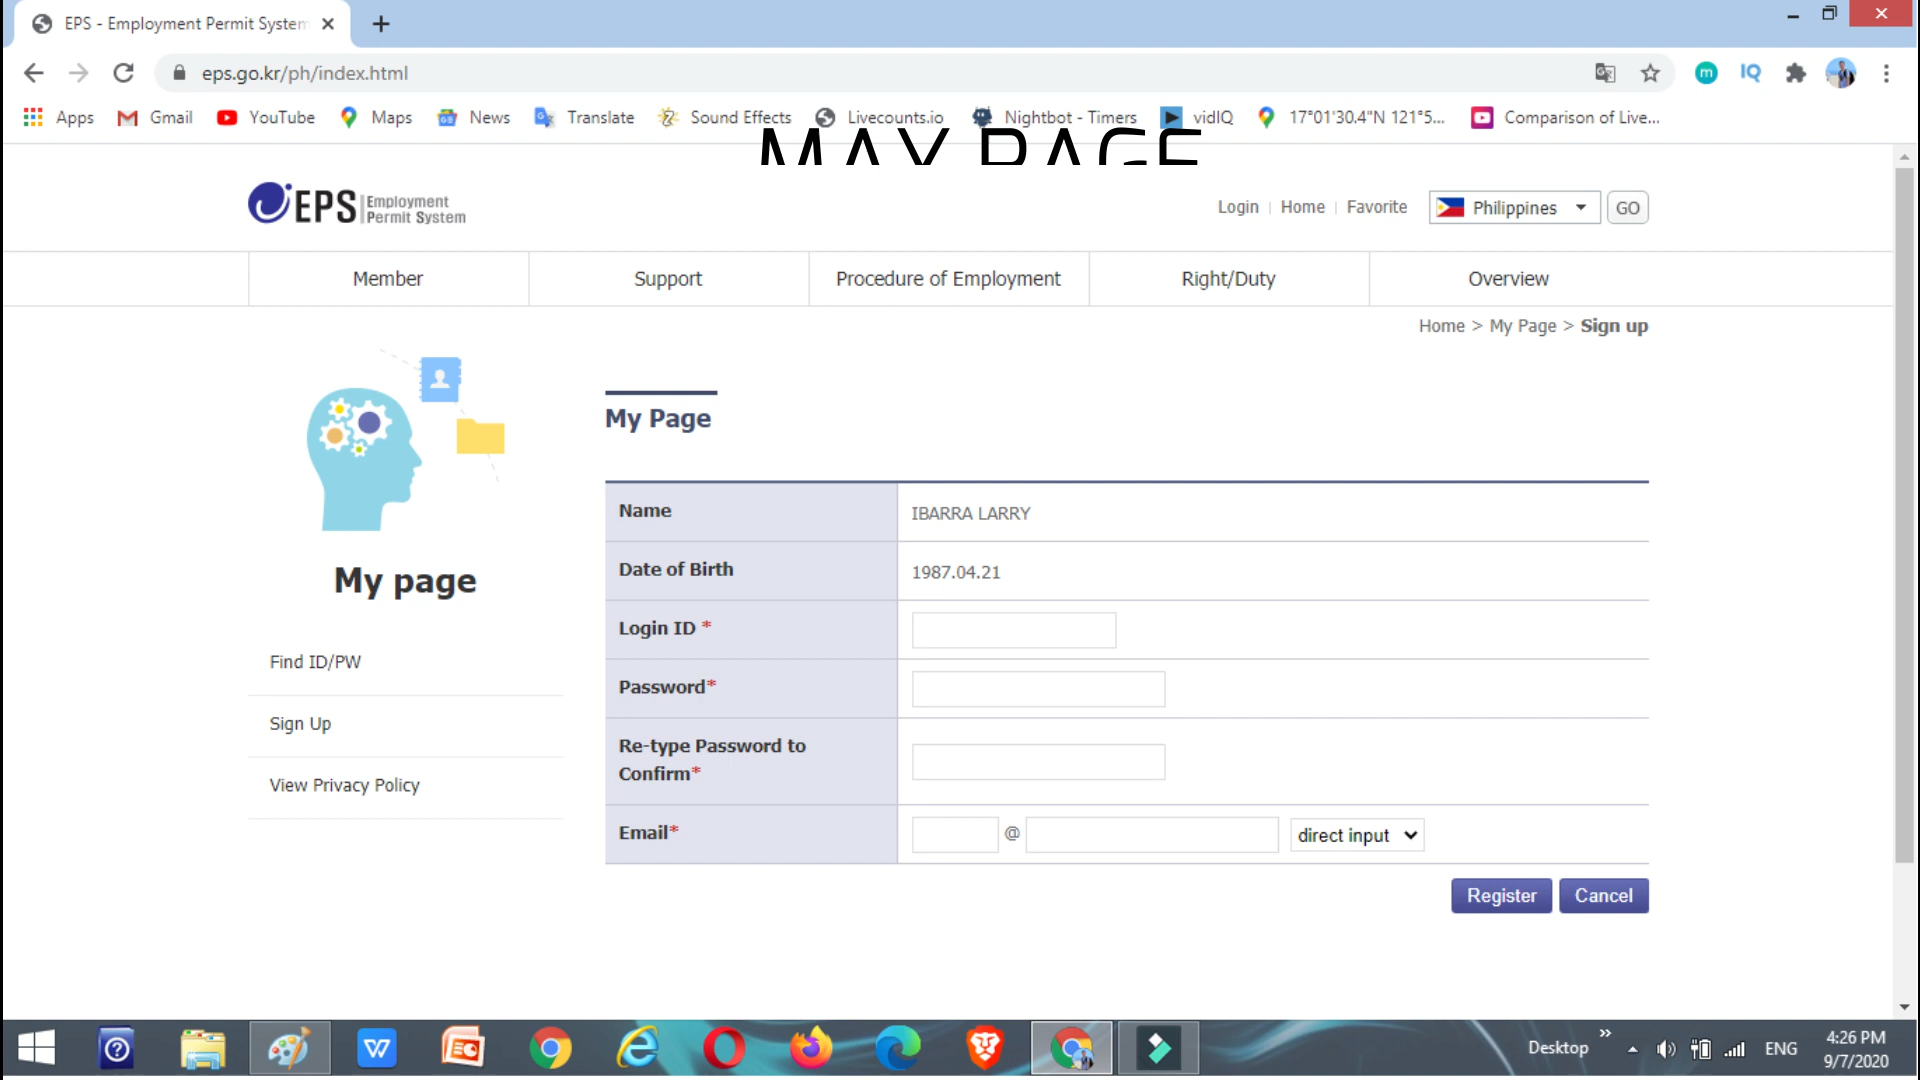 EPS - Employment Permit System
eps.go.kr/ph/index.html
m
IQ
Apps
Gmail
YouTube
Maps
News
Translate
Sound Effects
Livecounts.io
Nightbot - Timers
vidIQ
17°01'30.4"N 121°5...
Comparison of Live...
MAY PAGE
EPS Employment Permit System
Login | Home | Favorite
Philippines
GO
Member
Support
Procedure of Employment
Right/Duty
Overview
Home > My Page > Sign up
My Page
My page
Find ID/PW
Sign Up
View Privacy Policy
Name
IBARRA LARRY
Date of Birth
1987.04.21
Login ID *
Password*
Re-type Password to
Confirm*
Email*
@
direct input
Register
Cancel
Desktop
ENG
4:26 PM
9/7/2020